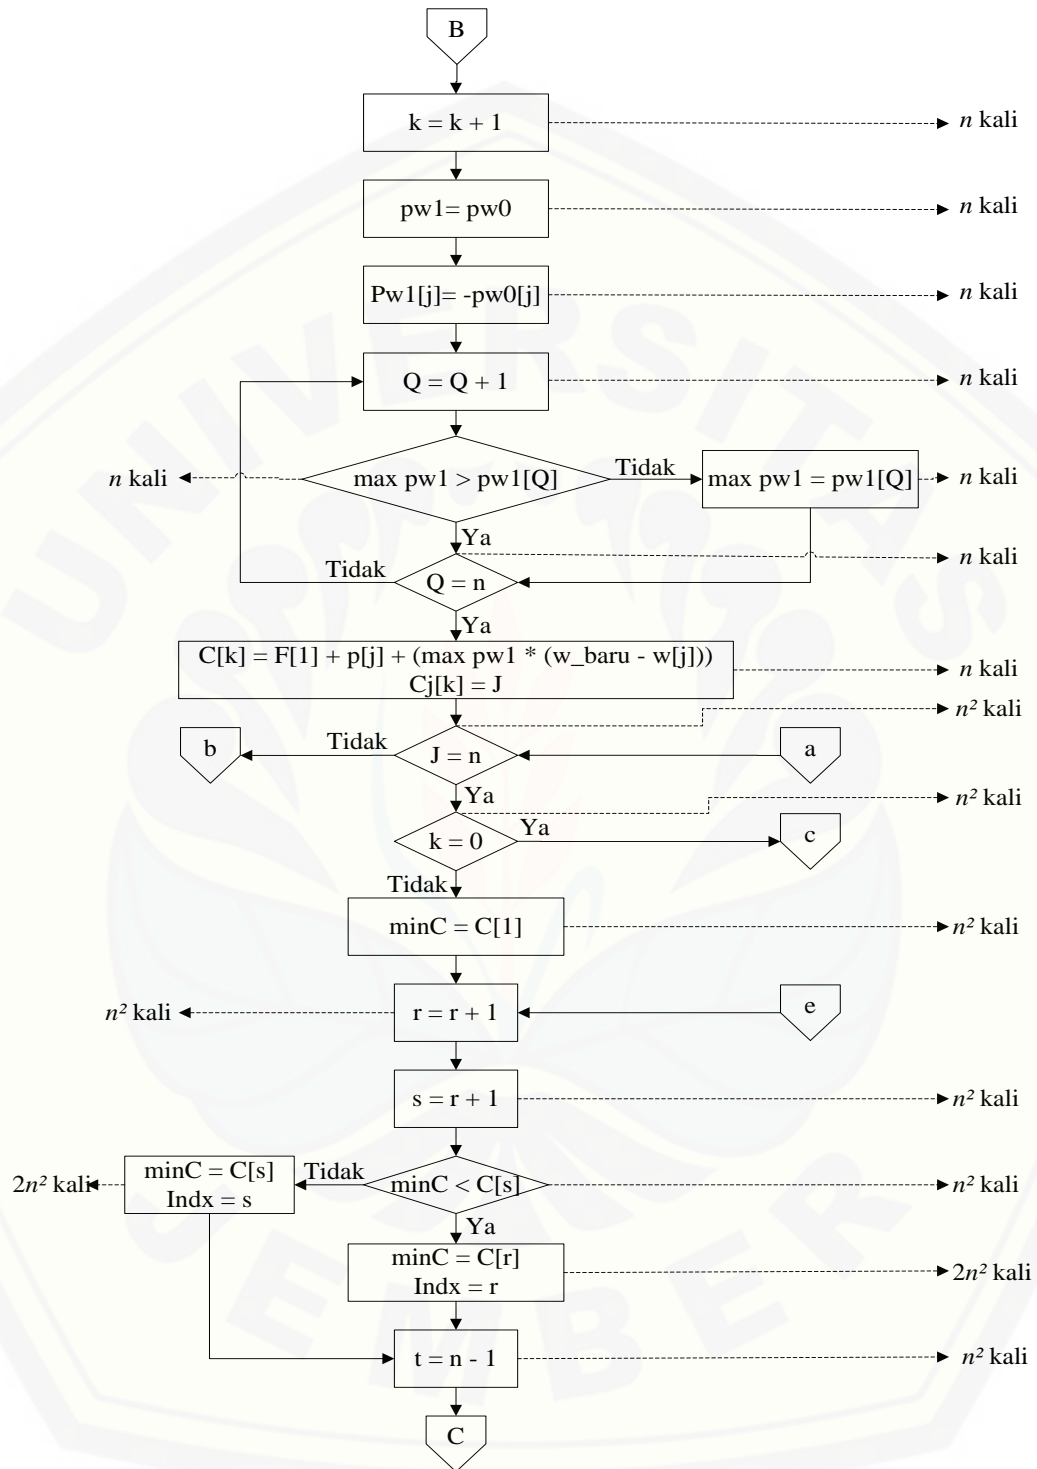 B
k = k + 1
n kali
pw1= pw0
n kali
Pw1[j]= -pw0[j]
n kali
Q = Q + 1
n kali
n kali
max pw1 > pw1[Q]
Tidak
max pw1 = pw1[Q]
n kali
Ya
n kali
Tidak
Q = n
Ya
C[k] = F[1] + p[j] + (max pw1 * (w_baru - w[j]))
Cj[k] = J
n kali
n² kali
b
Tidak
J = n
a
Ya
n² kali
k = 0
Ya
c
Tidak
minC = C[1]
n² kali
n² kali
r = r + 1
e
s = r + 1
n² kali
2n² kali
minC = C[s]
Indx = s
Tidak
minC < C[s]
n² kali
Ya
minC = C[r]
Indx = r
2n² kali
t = n - 1
n² kali
C
UNIVERSITAS
JEMBER